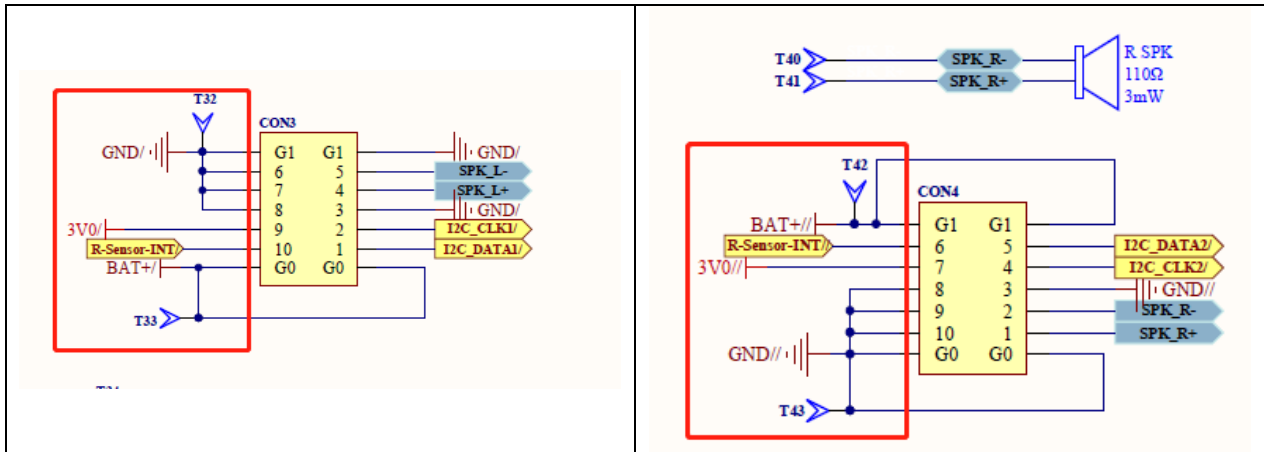 T32
CON3
GND/
G1 G1
GND/
6 5
SPK_L-
7 4
SPK_L+
8 3
GND/
3V0/
9 2
I2C_CLK1/
R-Sensor-INT/
10 1
I2C_DATA1/
BAT+/
G0 G0
T33
T40
SPK_R-
R SPK
T41
SPK_R+
110Ω
3mW
T42
CON4
BAT+//
G1 G1
R-Sensor-INT//
6 5
I2C_DATA2/
3V0//
7 4
I2C_CLK2/
8 3
GND//
9 2
SPK_R-
10 1
SPK_R+
GND//
G0 G0
T43